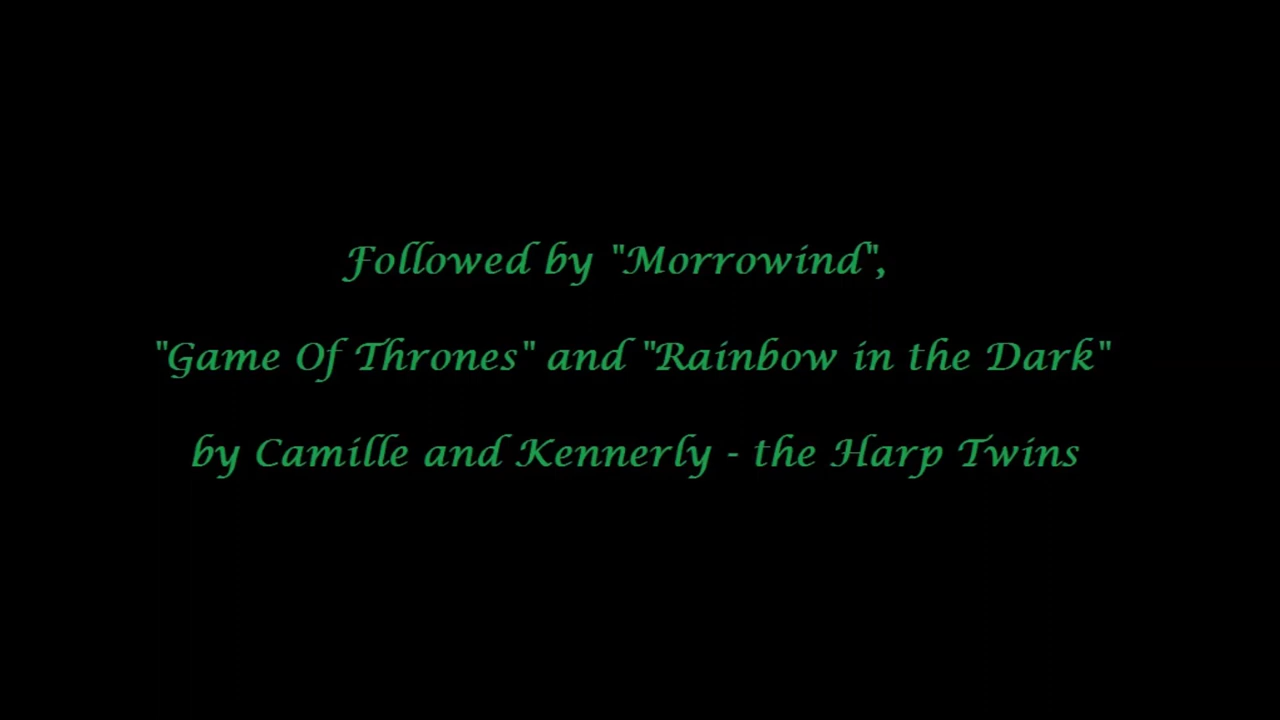 Followed by "Morrowind",
"Game Of Thrones" and "Rainbow in the Dark"
by Camille and Kennerly - the Harp Twins